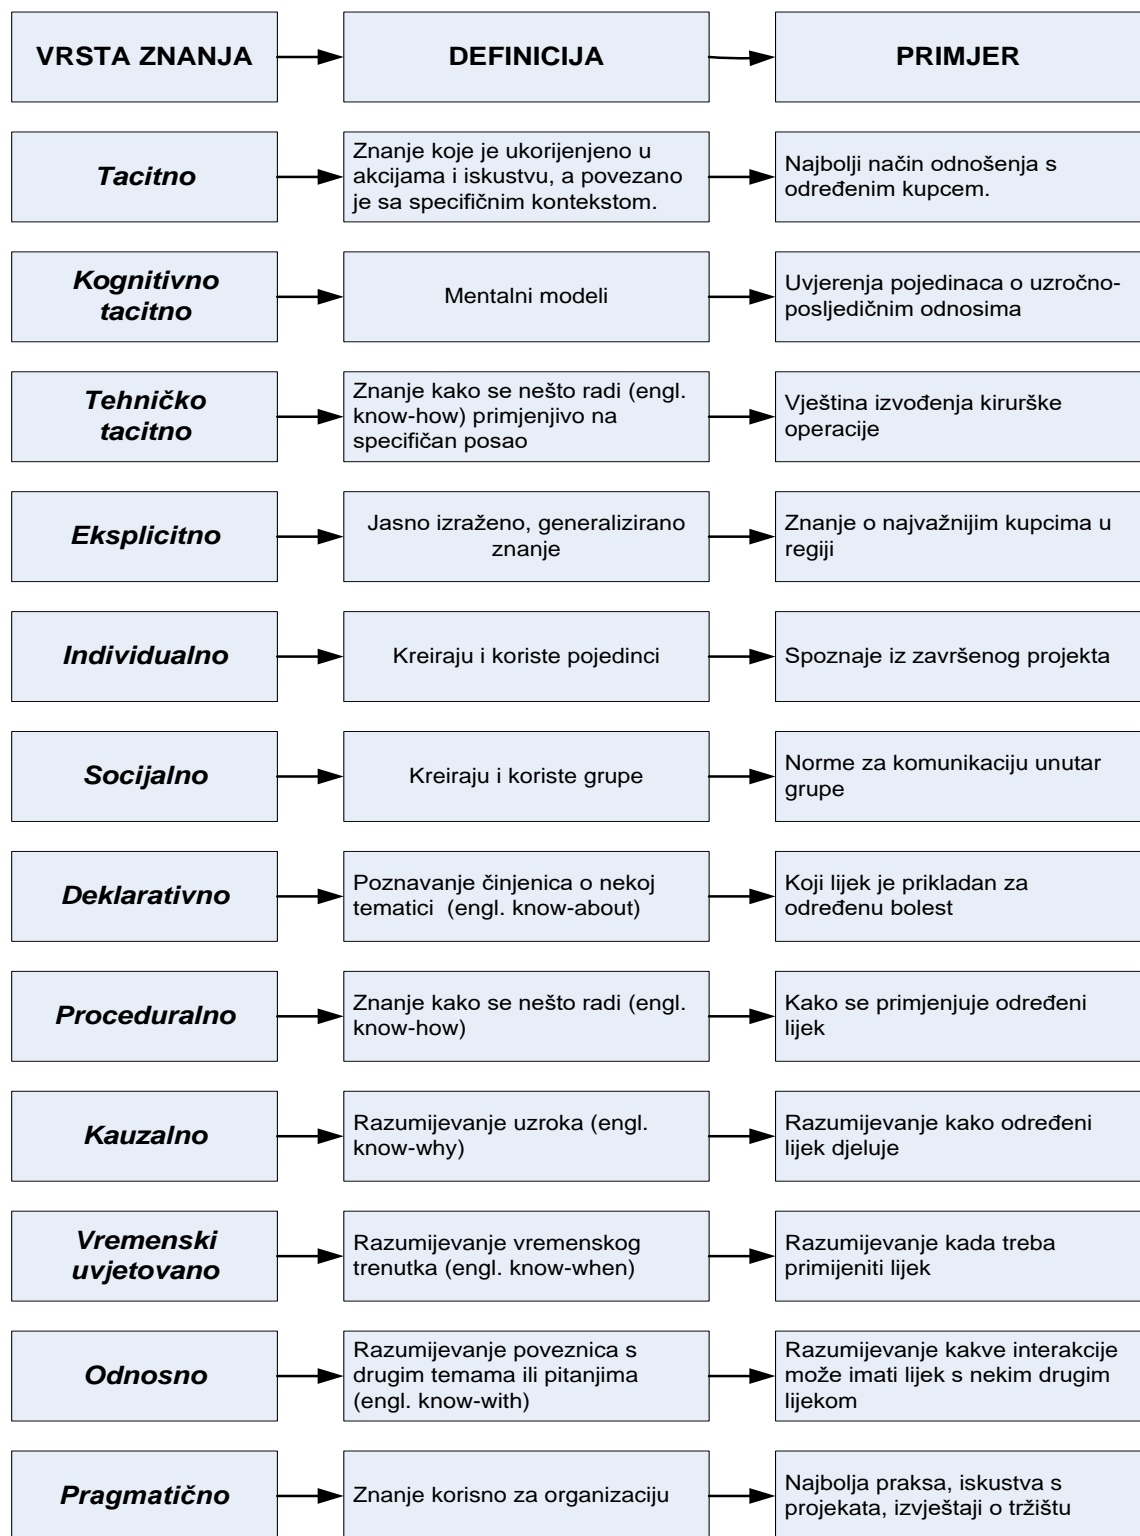 VRSTA ZNANJA
DEFINICIJA
PRIMJER
Tacitno
Znanje koje je ukorijenjeno u
akcijama i iskustvu, a povezano
je sa specifičnim kontekstom.
Najbolji način odnošenja s
određenim kupcem.
Kognitivno
tacitno
Mentalni modeli
Uvjerenja pojedinaca o uzročno-
posljedičnim odnosima
Tehničko
tacitno
Znanje kako se nešto radi (engl.
know-how) primjenjivo na
specifičan posao
Vještina izvođenja kirurške
operacije
Eksplicitno
Jasno izraženo, generalizirano
znanje
Znanje o najvažnijim kupcima u
regiji
Individualno
Kreiraju i koriste pojedinci
Spoznaje iz završenog projekta
Socijalno
Kreiraju i koriste grupe
Norme za komunikaciju unutar
grupe
Deklarativno
Poznavanje činjenica o nekoj
tematici  (engl. know-about)
Koji lijek je prikladan za
određenu bolest
Proceduralno
Znanje kako se nešto radi (engl.
know-how)
Kako se primjenjuje određeni
lijek
Kauzalno
Razumijevanje uzroka (engl.
know-why)
Razumijevanje kako određeni
lijek djeluje
Vremenski
uvjetovano
Razumijevanje vremenskog
trenutka (engl. know-when)
Razumijevanje kada treba
primijeniti lijek
Odnosno
Razumijevanje poveznica s
drugim temama ili pitanjima
(engl. know-with)
Razumijevanje kakve interakcije
može imati lijek s nekim drugim
lijekom
Pragmatično
Znanje korisno za organizaciju
Najbolja praksa, iskustva s
projekata, izvještaji o tržištu